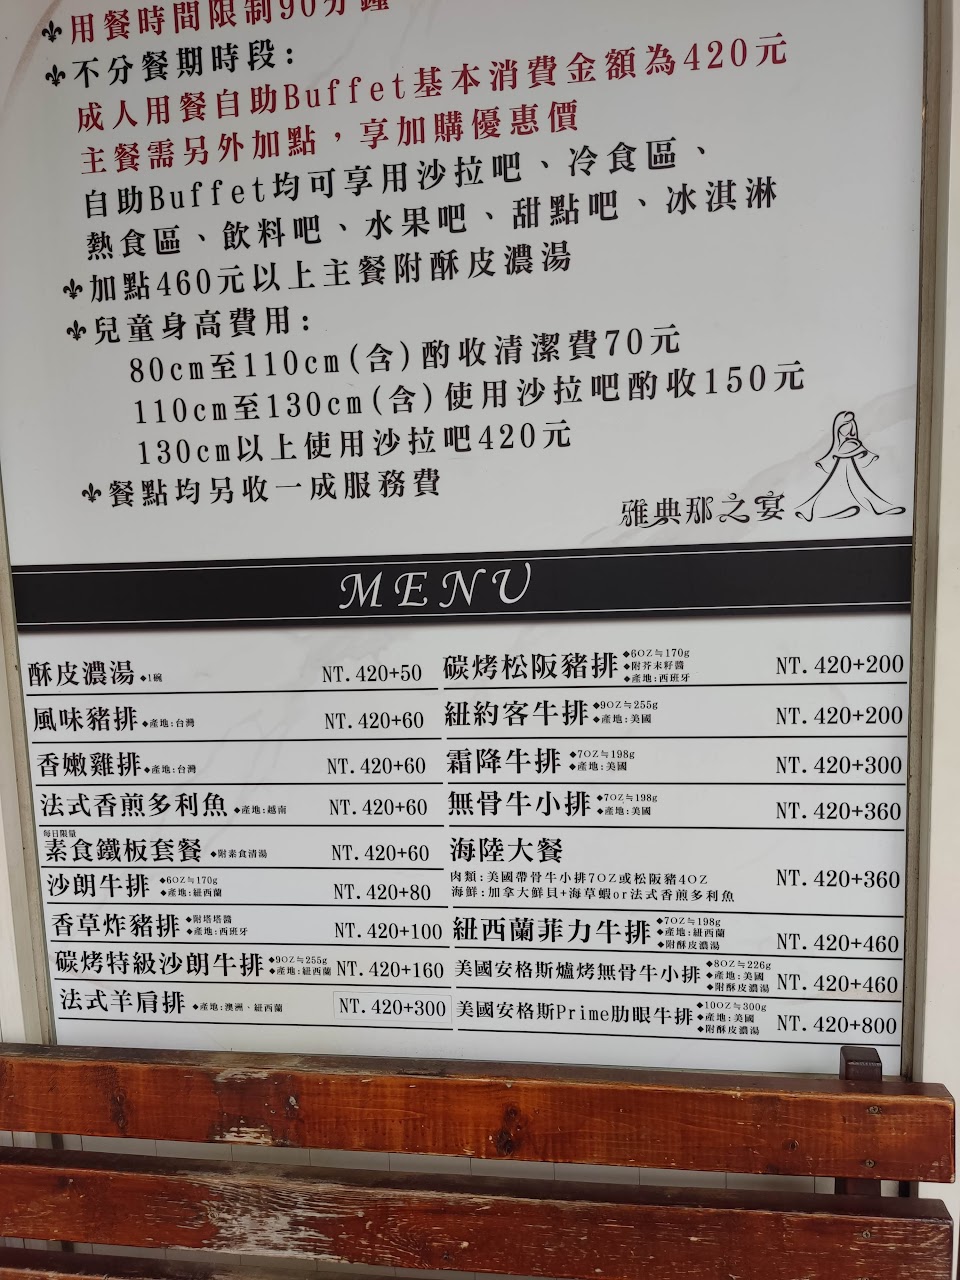 用餐時間限制90分鐘
不分餐期時段:
成人用餐自助Buffet基本消費金額為420元
主餐需另外加點，享加購優惠價
自助Buffet均可享用沙拉吧、冷食區、
熱食區、飲料吧、水果吧、甜點吧、冰淇淋
加點460元以上主餐附酥皮濃湯
兒童身高費用:
80cm至110cm(含)酌收清潔費70元
110cm至130cm(含)使用沙拉吧酌收150元
130cm以上使用沙拉吧420元
餐點均另收一成服務費
雅典那之宴
MENU
酥皮濃湯 ◆1碗 NT.420+50
風味豬排 ◆產地:台灣 NT.420+60
香嫩雞排 ◆產地:台灣 NT.420+60
法式香煎多利魚 ◆產地:越南 NT.420+60
每日限量
素食鐵板套餐 ◆附素食清湯 NT.420+60
沙朗牛排 ◆6OZ≒170g ◆產地:紐西蘭 NT.420+80
香草炸豬排 ◆附塔塔醬 ◆產地:西班牙 NT.420+100
碳烤特級沙朗牛排 ◆9OZ≒255g ◆產地:紐西蘭 NT.420+160
法式羊肩排 ◆產地:澳洲、紐西蘭 NT.420+300
碳烤松阪豬排 ◆6OZ≒170g ◆附芥末籽醬 ◆產地:西班牙 NT.420+200
紐約客牛排 ◆9OZ≒255g ◆產地:美國 NT.420+200
霜降牛排 ◆7OZ≒198g ◆產地:美國 NT.420+300
無骨牛小排 ◆7OZ≒198g ◆產地:美國 NT.420+360
海陸大餐
肉類:美國帶骨牛小排7OZ或松阪豬4OZ NT.420+360
海鮮:加拿大鮮貝+海草蝦or法式香煎多利魚
紐西蘭菲力牛排 ◆7OZ≒198g ◆產地:紐西蘭 ◆附酥皮濃湯 NT.420+460
美國安格斯爐烤無骨牛小排 ◆8OZ≒226g ◆產地:美國 ◆附酥皮濃湯 NT.420+460
美國安格斯Prime肋眼牛排 ◆10OZ≒300g ◆產地:美國 ◆附酥皮濃湯 NT.420+800